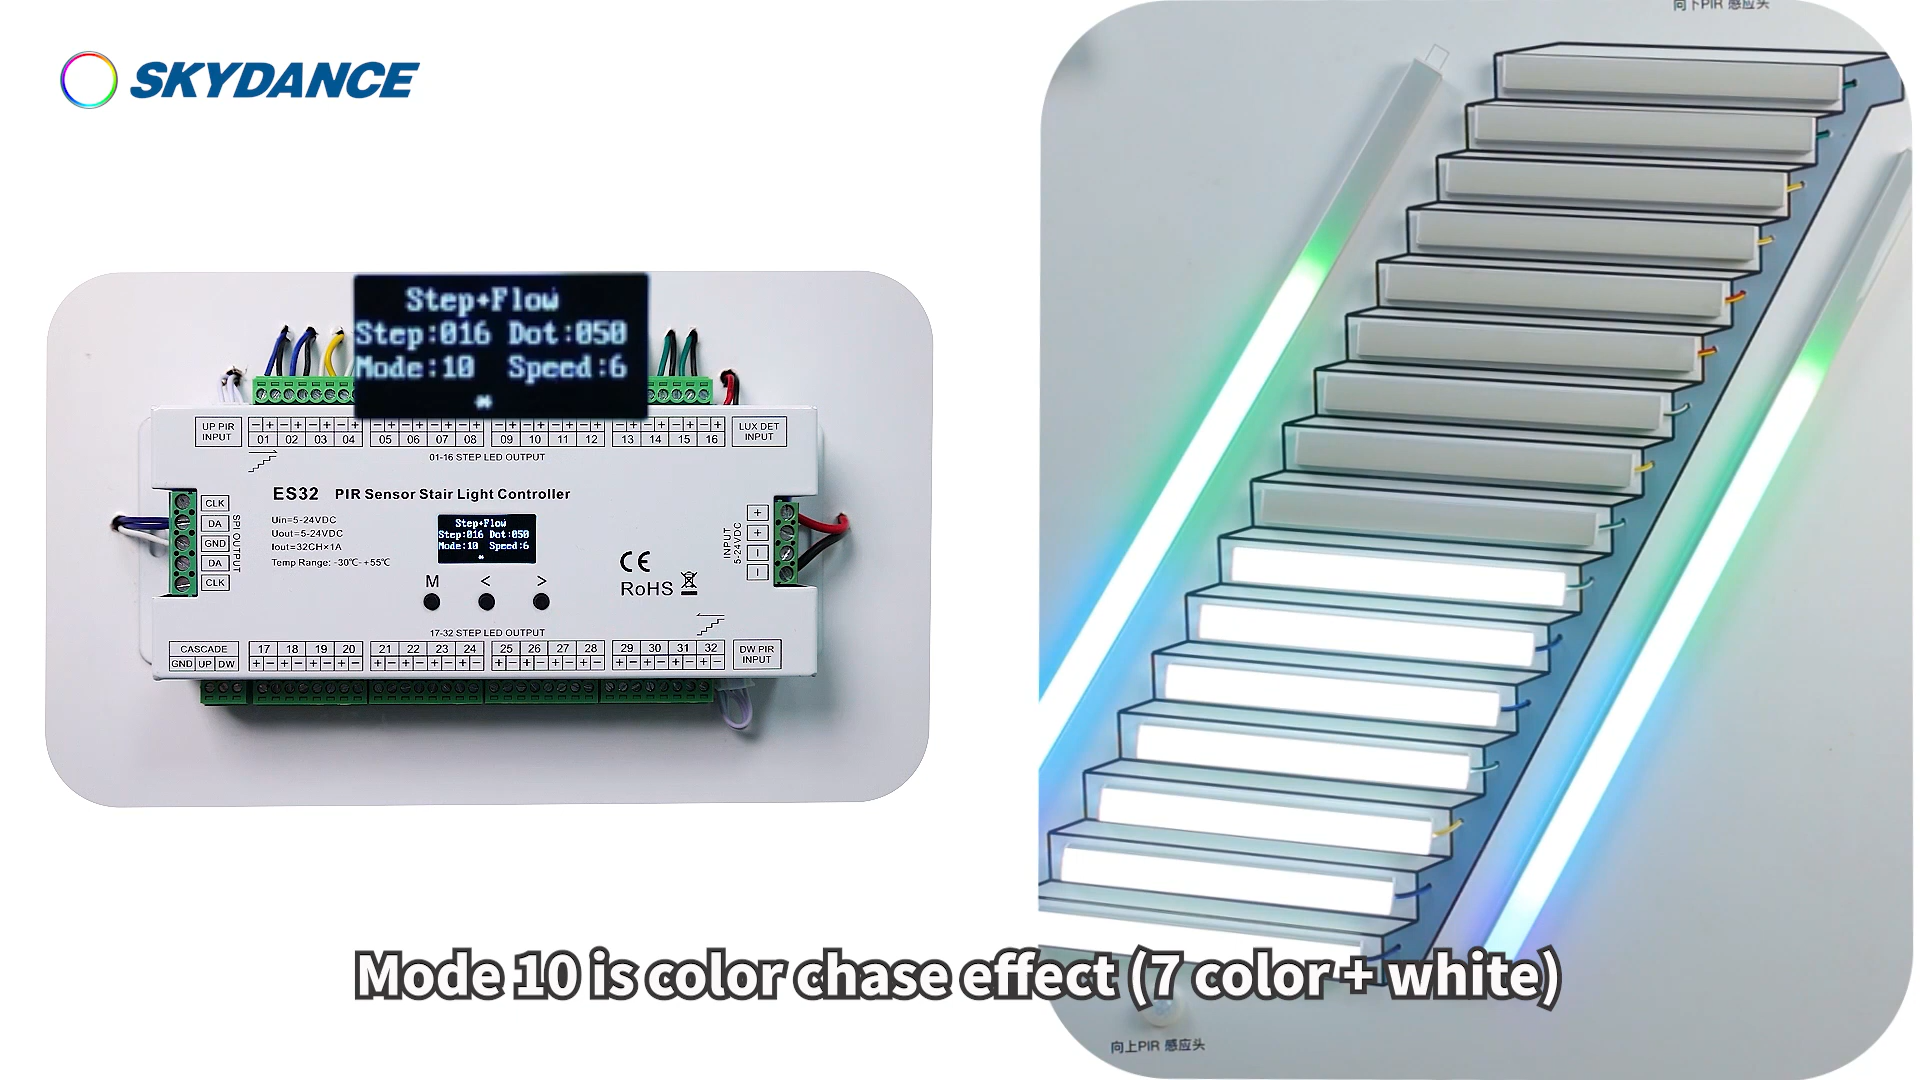 SKYDANCE
向下PIR 感应头
Step+Flow
Step:016 Dot:050
Mode:10 Speed:6
*
UP PIR INPUT
- + - + - + - + - + - + - + - + - + - + - + - + - + - + - + - +
01 02 03 04 05 06 07 08 09 10 11 12 13 14 15 16
LUX DET INPUT
01-16 STEP LED OUTPUT
ES32 PIR Sensor Stair Light Controller
Uin=5-24VDC
Uout=5-24VDC
Iout=32CH×1A
Temp Range: -30℃-+55℃
CLK
DA
GND
DA
CLK
SPI OUTPUT
Step+Flow
Step:016 Dot:050
Mode:10 Speed:6
*
M < >
CE
RoHS
INPUT
5-24VDC
+
+
-
-
17-32 STEP LED OUTPUT
CASCADE
GND UP DW
17 18 19 20 21 22 23 24 25 26 27 28 29 30 31 32
+ - + - + - + - + - + - + - + - + - + - + - + - + - + - + - + -
DW PIR INPUT
Mode 10 is color chase effect (7 color + white)
向上PIR 感应头